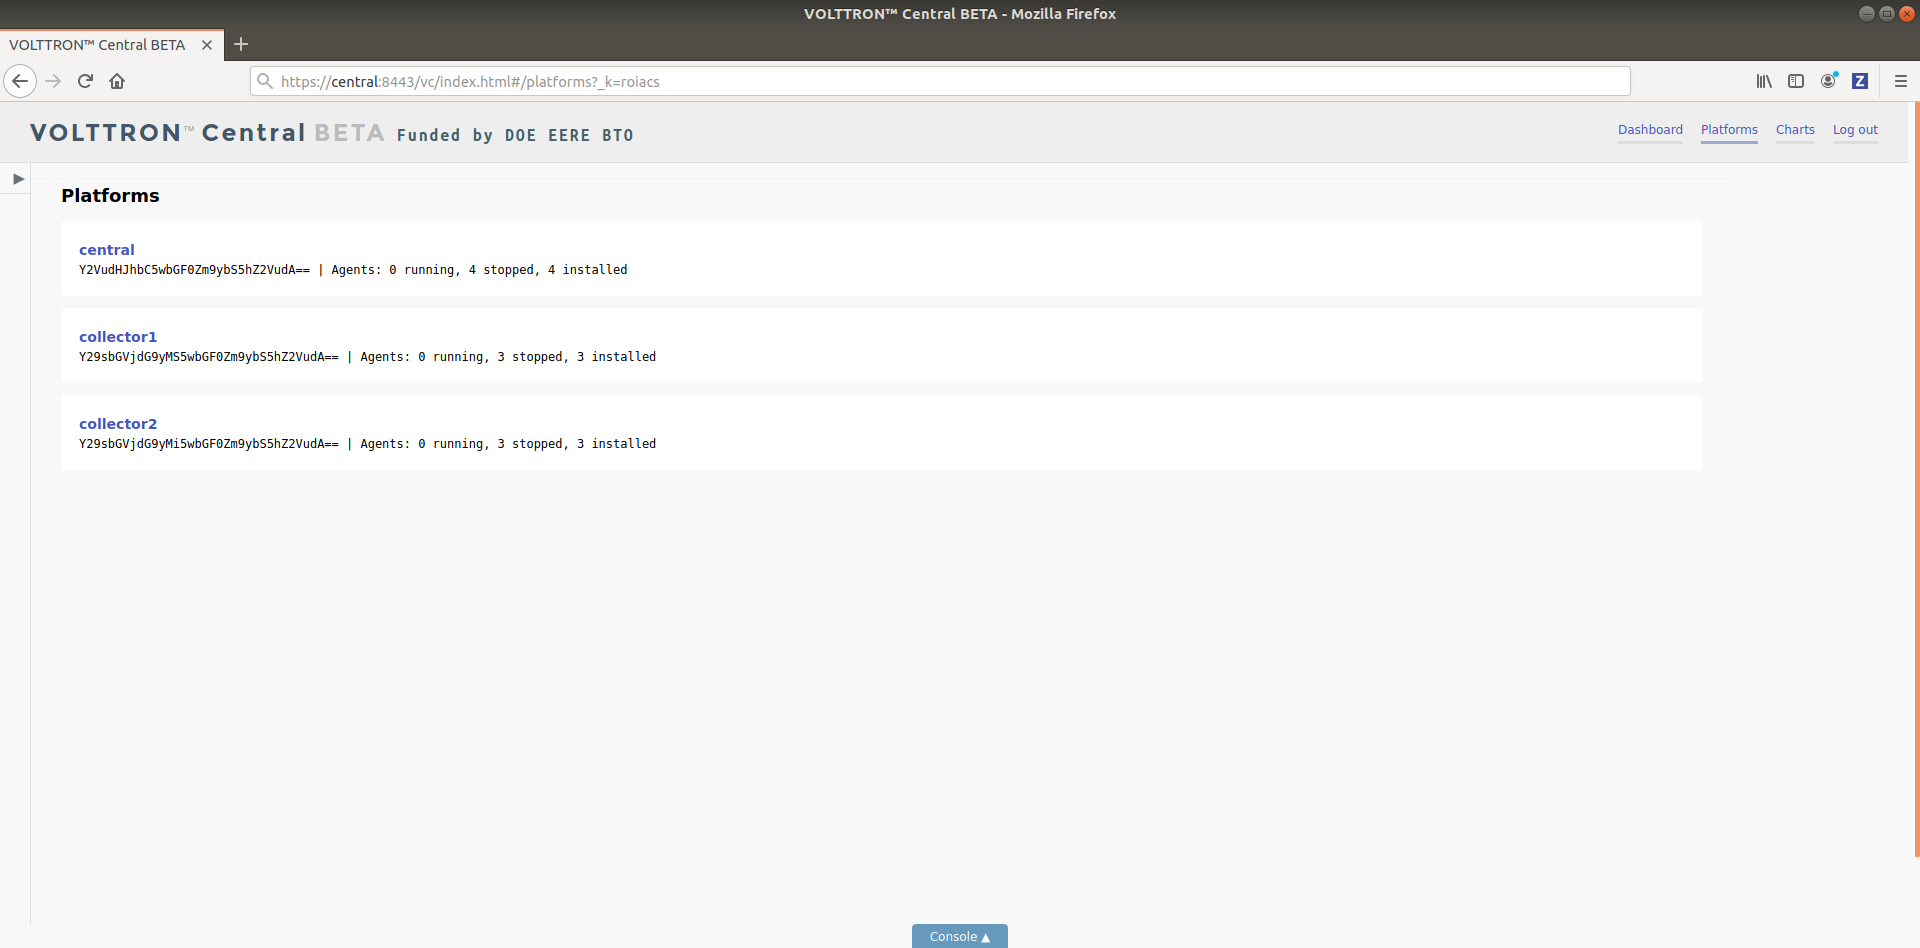 VOLTTRON™ Central BETA - Mozilla Firefox
VOLTTRON™ Central BETA
https://central:8443/vc/index.html#/platforms?_k=roiacs
VOLTTRON™ Central BETA Funded by DOE EERE BTO
Dashboard Platforms Charts Log out
Platforms
central
Y2VudHJhbC5wbGF0Zm9ybS5hZ2VudA== | Agents: 0 running, 4 stopped, 4 installed
collector1
Y29sbGVjdG9yMS5wbGF0Zm9ybS5hZ2VudA== | Agents: 0 running, 3 stopped, 3 installed
collector2
Y29sbGVjdG9yMi5wbGF0Zm9ybS5hZ2VudA== | Agents: 0 running, 3 stopped, 3 installed
Console ▲